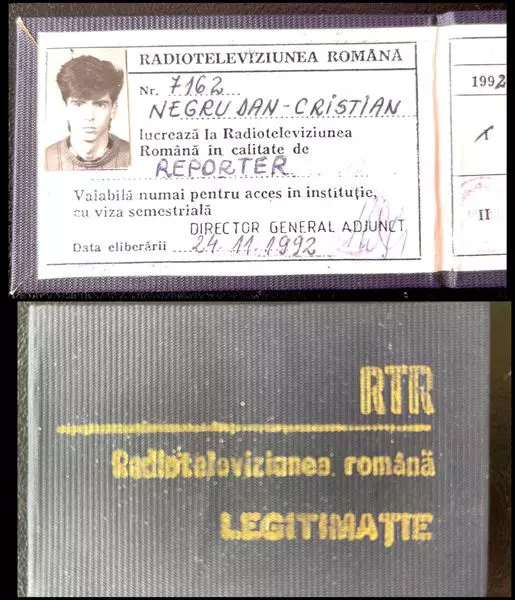 RADIOTELEVIZIUNEA ROMÂNĂ
Nr. 7162
NEGRU DAN-CRISTIAN
lucrează la Radioteleviziunea
Română în calitate de
REPORTER
Valabilă numai pentru acces în instituție,
cu viza semestrială
DIRECTOR GENERAL ADJUNCT
Data eliberării 24.11.1992
1992
I
II
RTR
Radioteleviziunea română
LEGITIMAȚIE